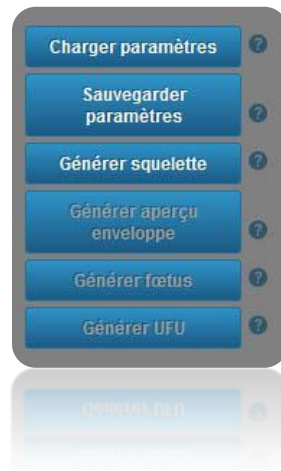 Charger paramètres ?
Sauvegarder
paramètres ?
Générer squelette ?
Générer aperçu
enveloppe ?
Générer fœtus ?
Générer UFU ?